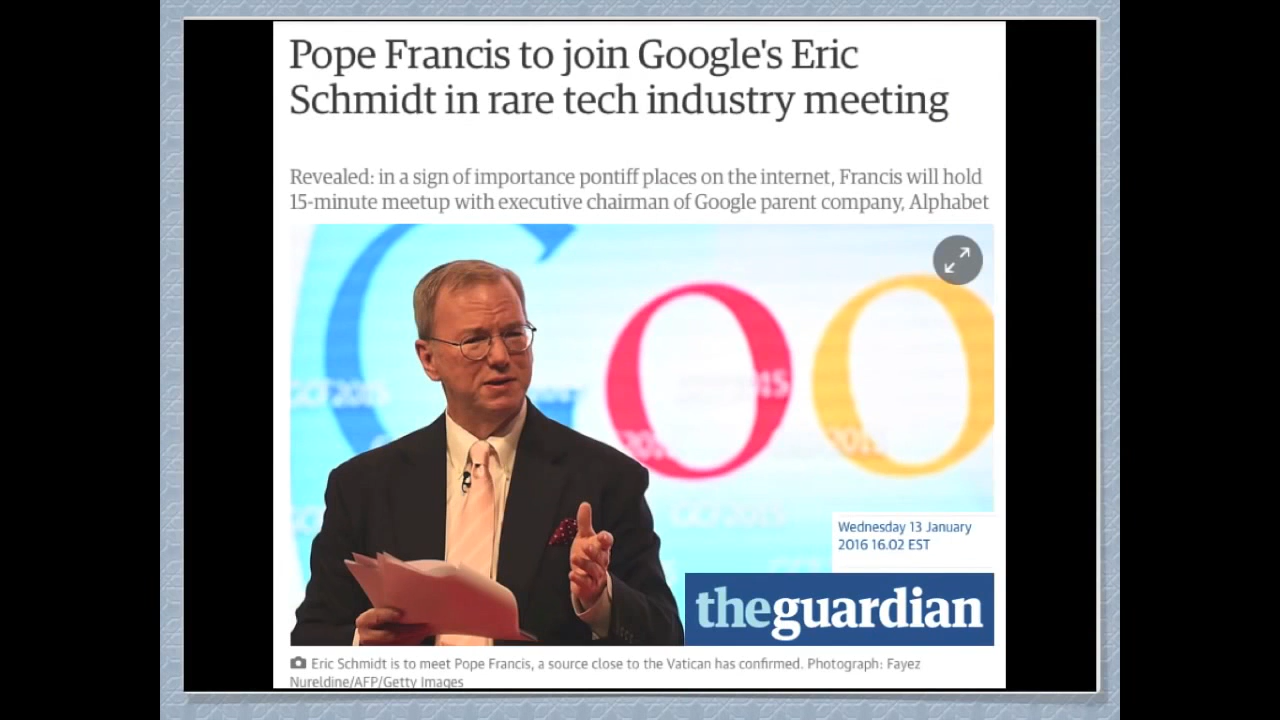 Pope Francis to join Google's Eric
Schmidt in rare tech industry meeting
Revealed: in a sign of importance pontiff places on the internet, Francis will hold
15-minute meetup with executive chairman of Google parent company, Alphabet
Goo
GCF2015
Wednesday 13 January
2016 16.02 EST
theguardian
Eric Schmidt is to meet Pope Francis, a source close to the Vatican has confirmed. Photograph: Fayez
Nureldine/AFP/Getty Images